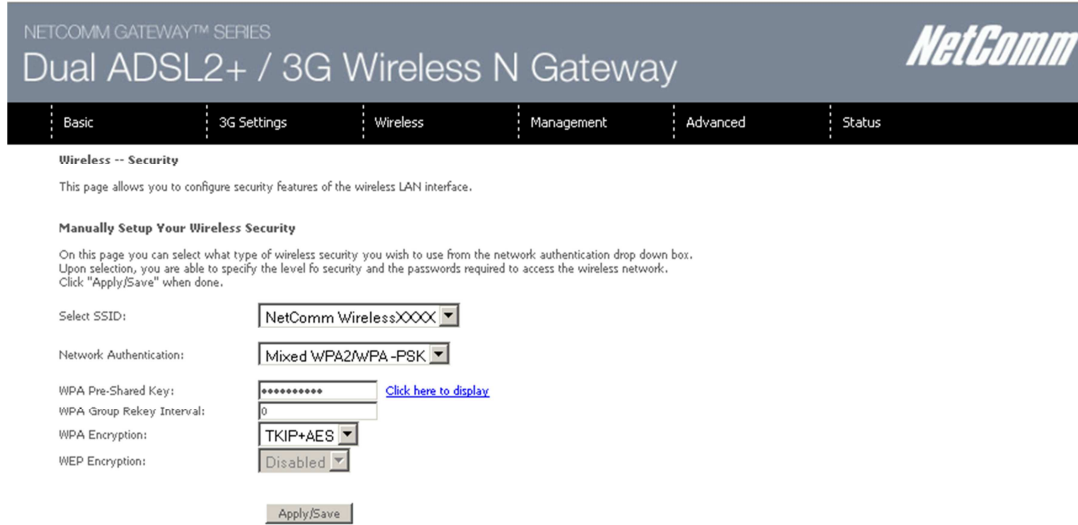 NETCOMM GATEWAY™ SERIES
Dual ADSL2+ / 3G Wireless N Gateway
NetComm
Basic
3G Settings
Wireless
Management
Advanced
Status
Wireless -- Security
This page allows you to configure security features of the wireless LAN interface.
Manually Setup Your Wireless Security
On this page you can select what type of wireless security you wish to use from the network authentication drop down box.
Upon selection, you are able to specify the level fo security and the passwords required to access the wireless network.
Click "Apply/Save" when done.
Select SSID:
NetComm WirelessXXXX
Network Authentication:
Mixed WPA2/WPA -PSK
WPA Pre-Shared Key:
••••••••••
Click here to display
WPA Group Rekey Interval:
0
WPA Encryption:
TKIP+AES
WEP Encryption:
Disabled
Apply/Save